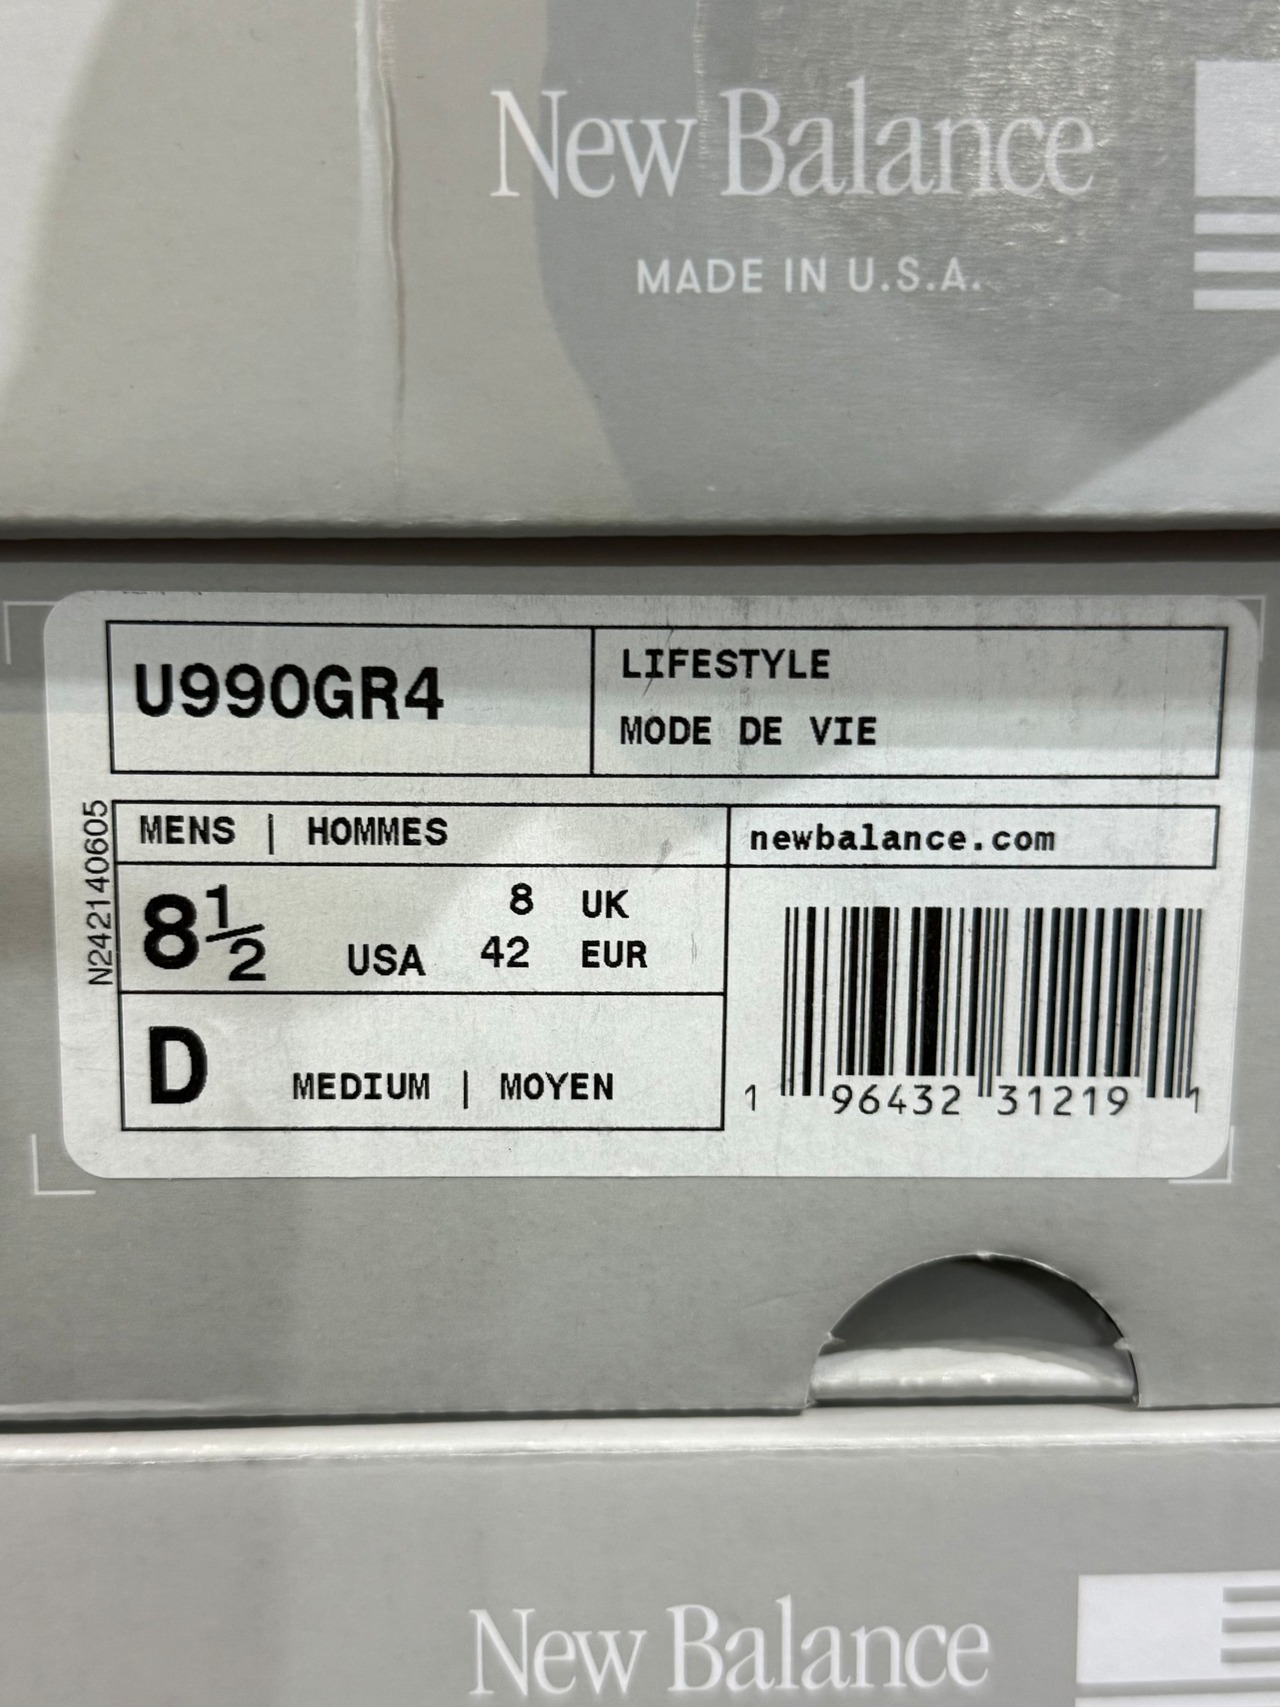 New Balance
MADE IN U.S.A.
U990GR4
LIFESTYLE
MODE DE VIE
N242140605
MENS | HOMMES
newbalance.com
8½ USA 8 UK
42 EUR
D MEDIUM | MOYEN
1 96432 31219 1
New Balance